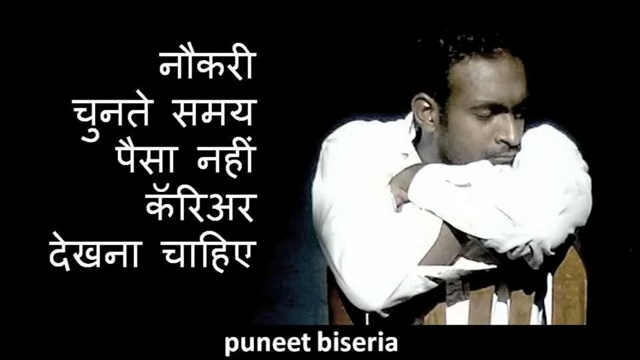 नौकरी
चुनते समय
पैसा नहीं
कॅरिअर
देखना चाहिए
puneet biseria